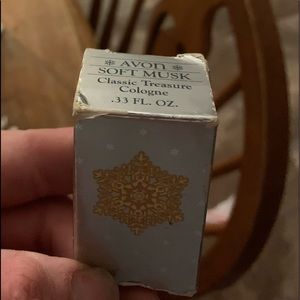 AVON
SOFT MUSK
Classic Treasure
Cologne
.33 FL. OZ.